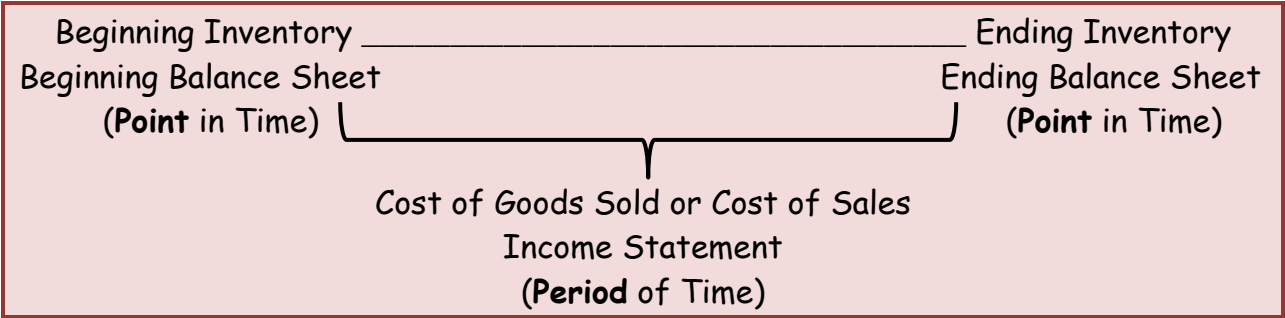 Beginning Inventory __________________________________ Ending Inventory
Beginning Balance Sheet Ending Balance Sheet
(Point in Time) (Point in Time)
Cost of Goods Sold or Cost of Sales
Income Statement
(Period of Time)